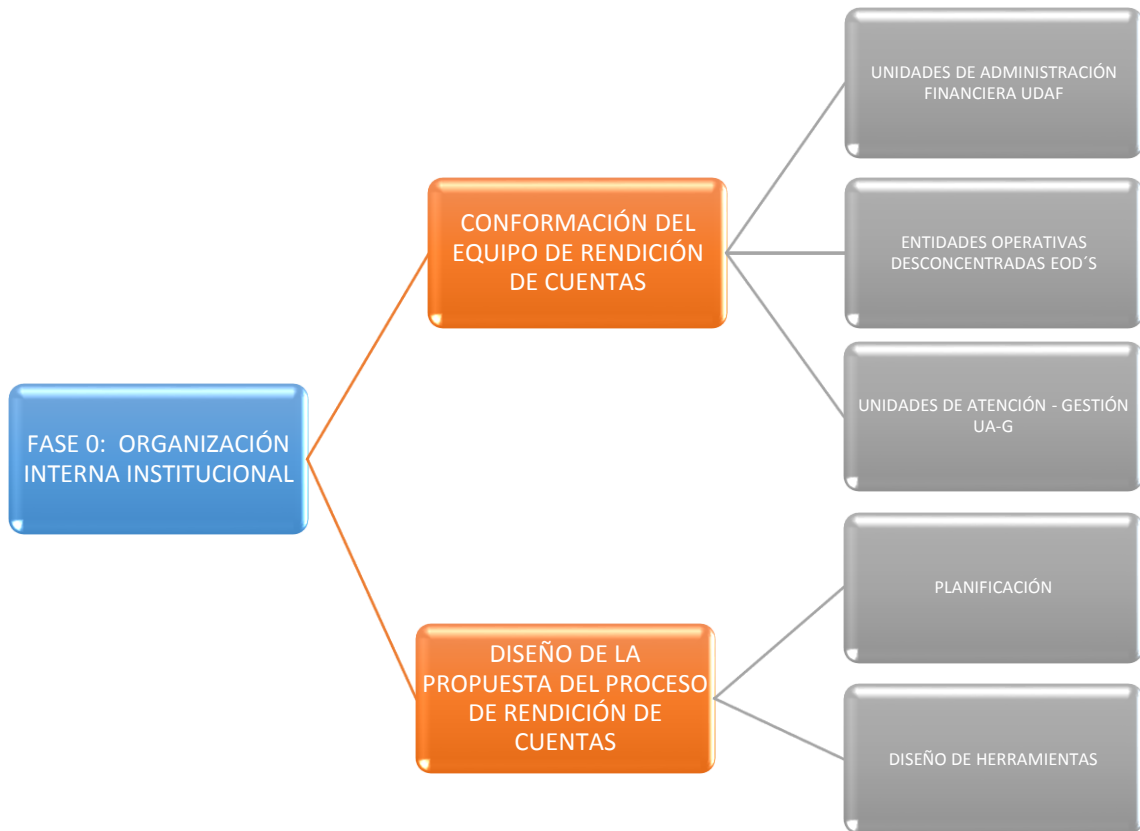 FASE 0:  ORGANIZACIÓN
INTERNA INSTITUCIONAL
CONFORMACIÓN DEL
EQUIPO DE RENDICIÓN
DE CUENTAS
UNIDADES DE ADMINISTRACIÓN
FINANCIERA UDAF
ENTIDADES OPERATIVAS
DESCONCENTRADAS EOD´S
UNIDADES DE ATENCIÓN - GESTIÓN
UA-G
DISEÑO DE LA
PROPUESTA DEL PROCESO
DE RENDICIÓN DE
CUENTAS
PLANIFICACIÓN
DISEÑO DE HERRAMIENTAS